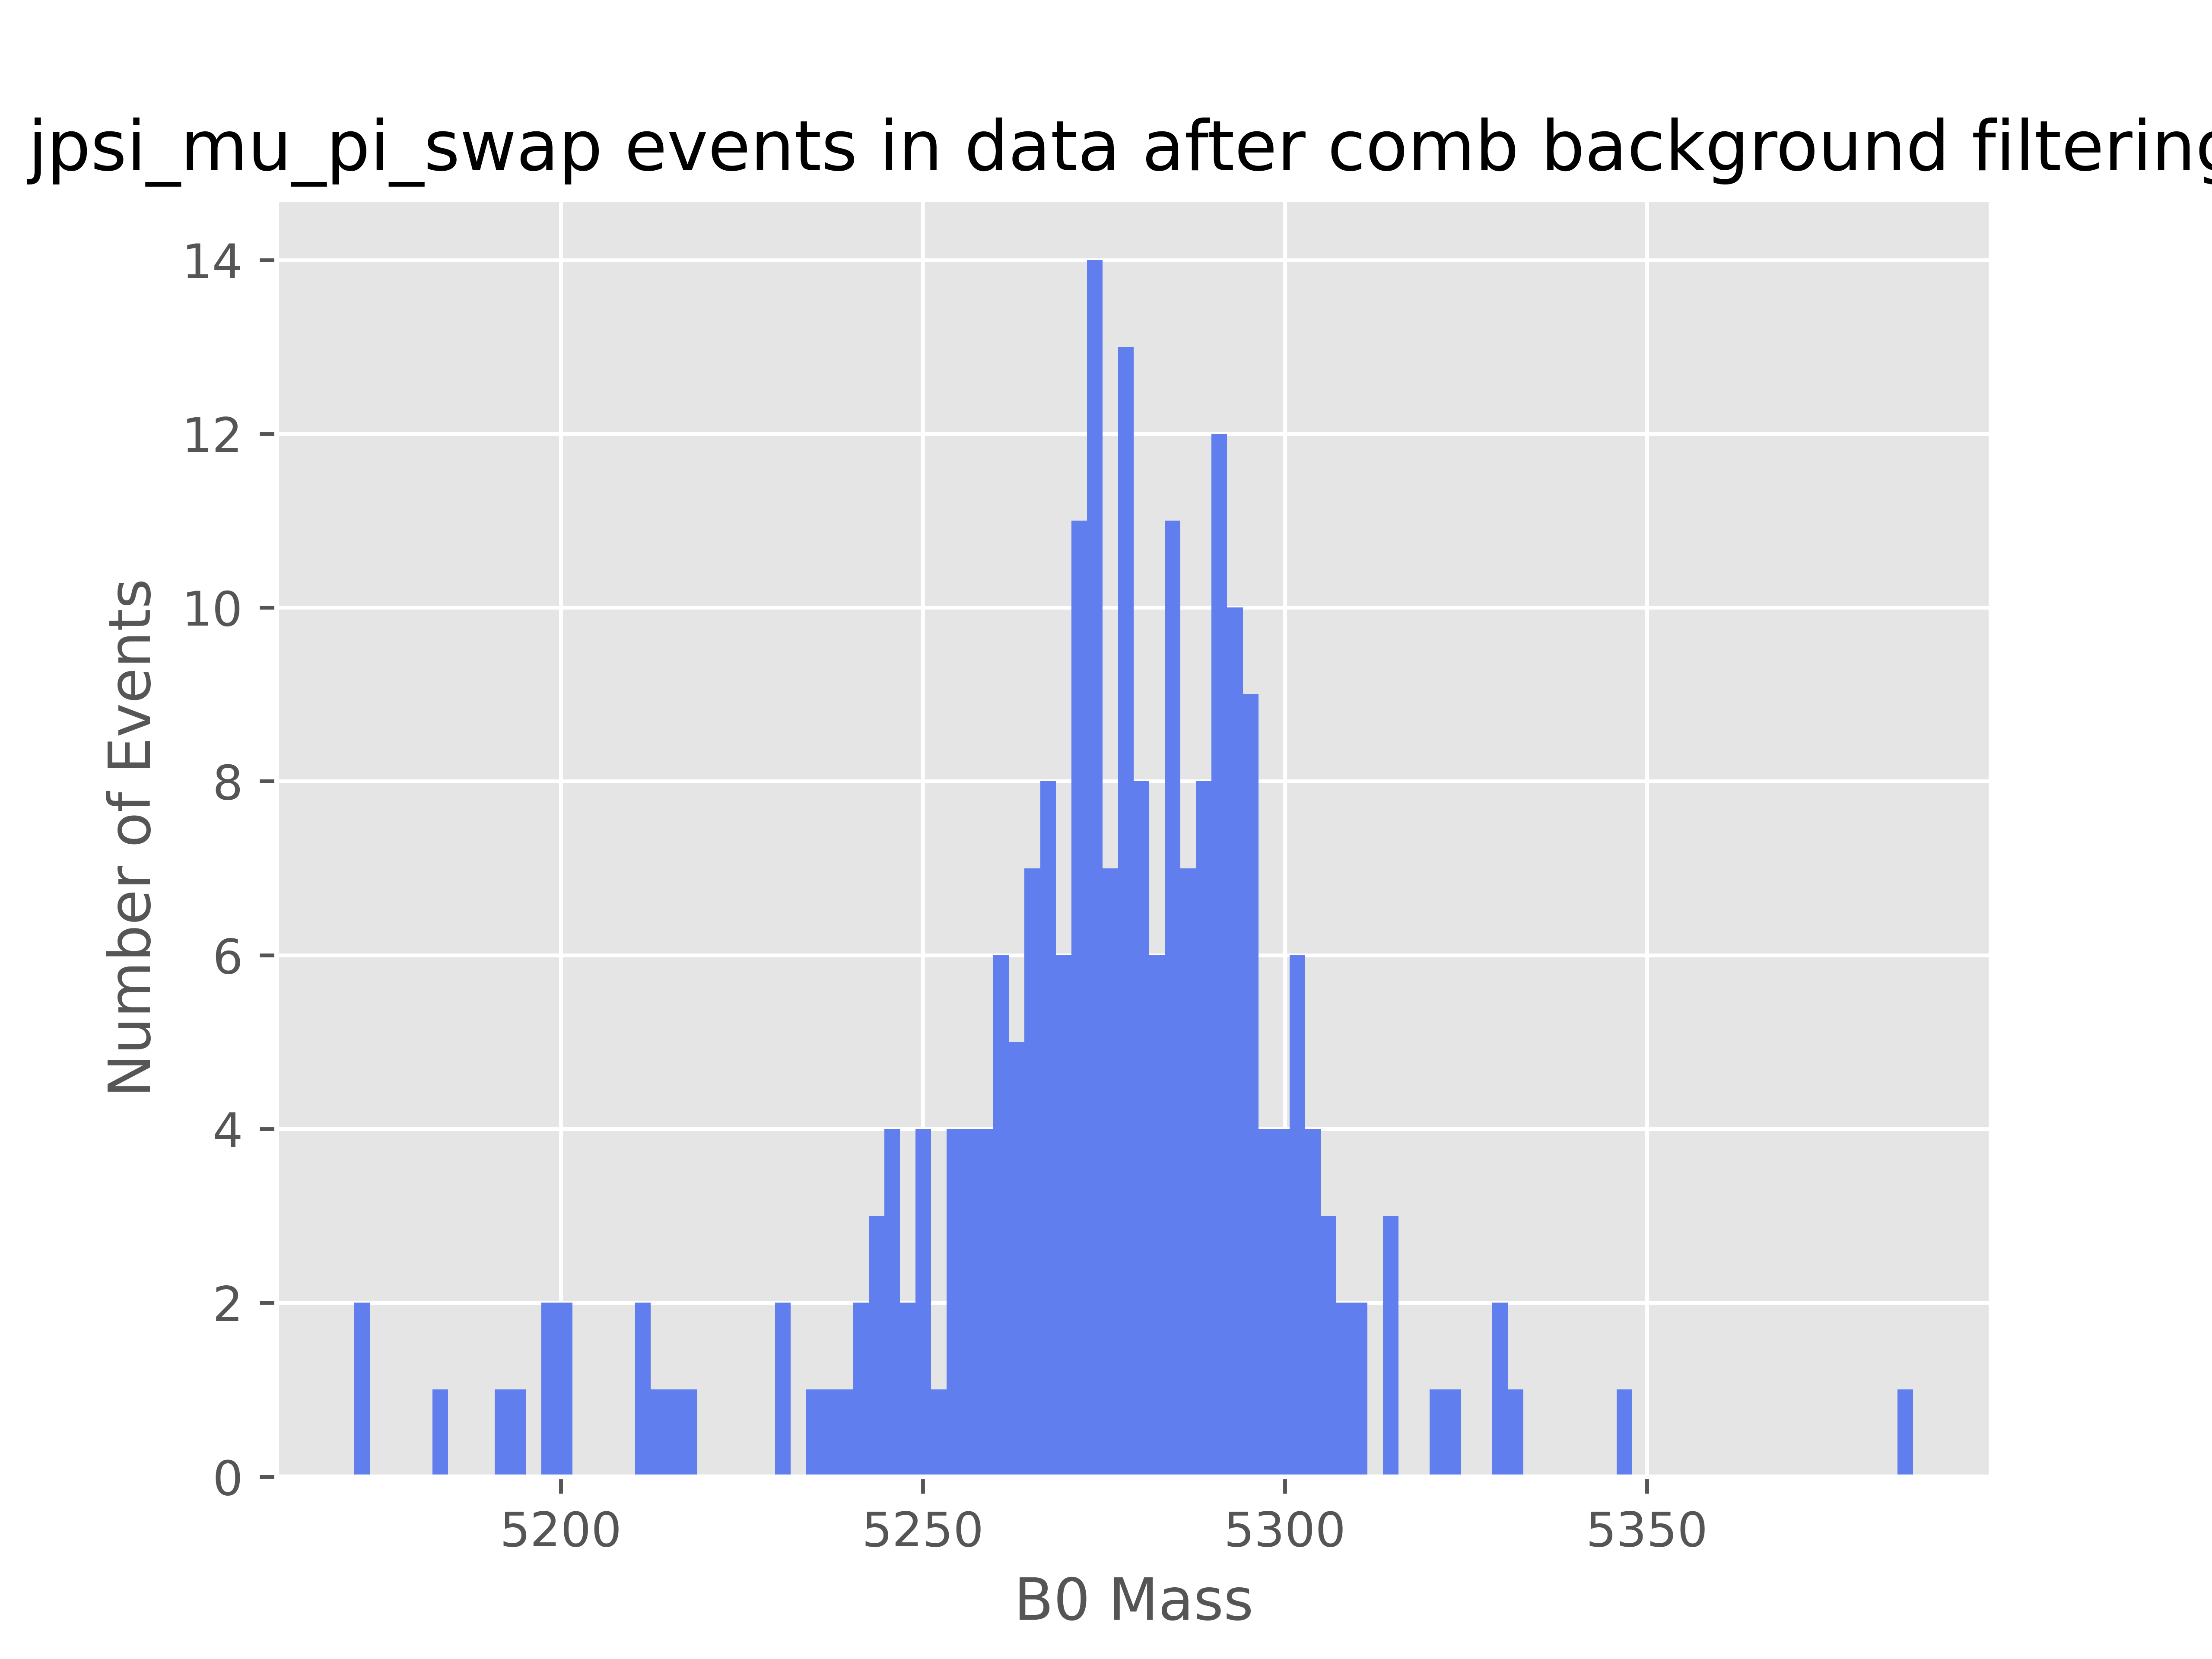 jpsi_mu_pi_swap events in data after comb background filtering
14
12
10
8
6
4
2
0
Number of Events
5200 5250 5300 5350
B0 Mass